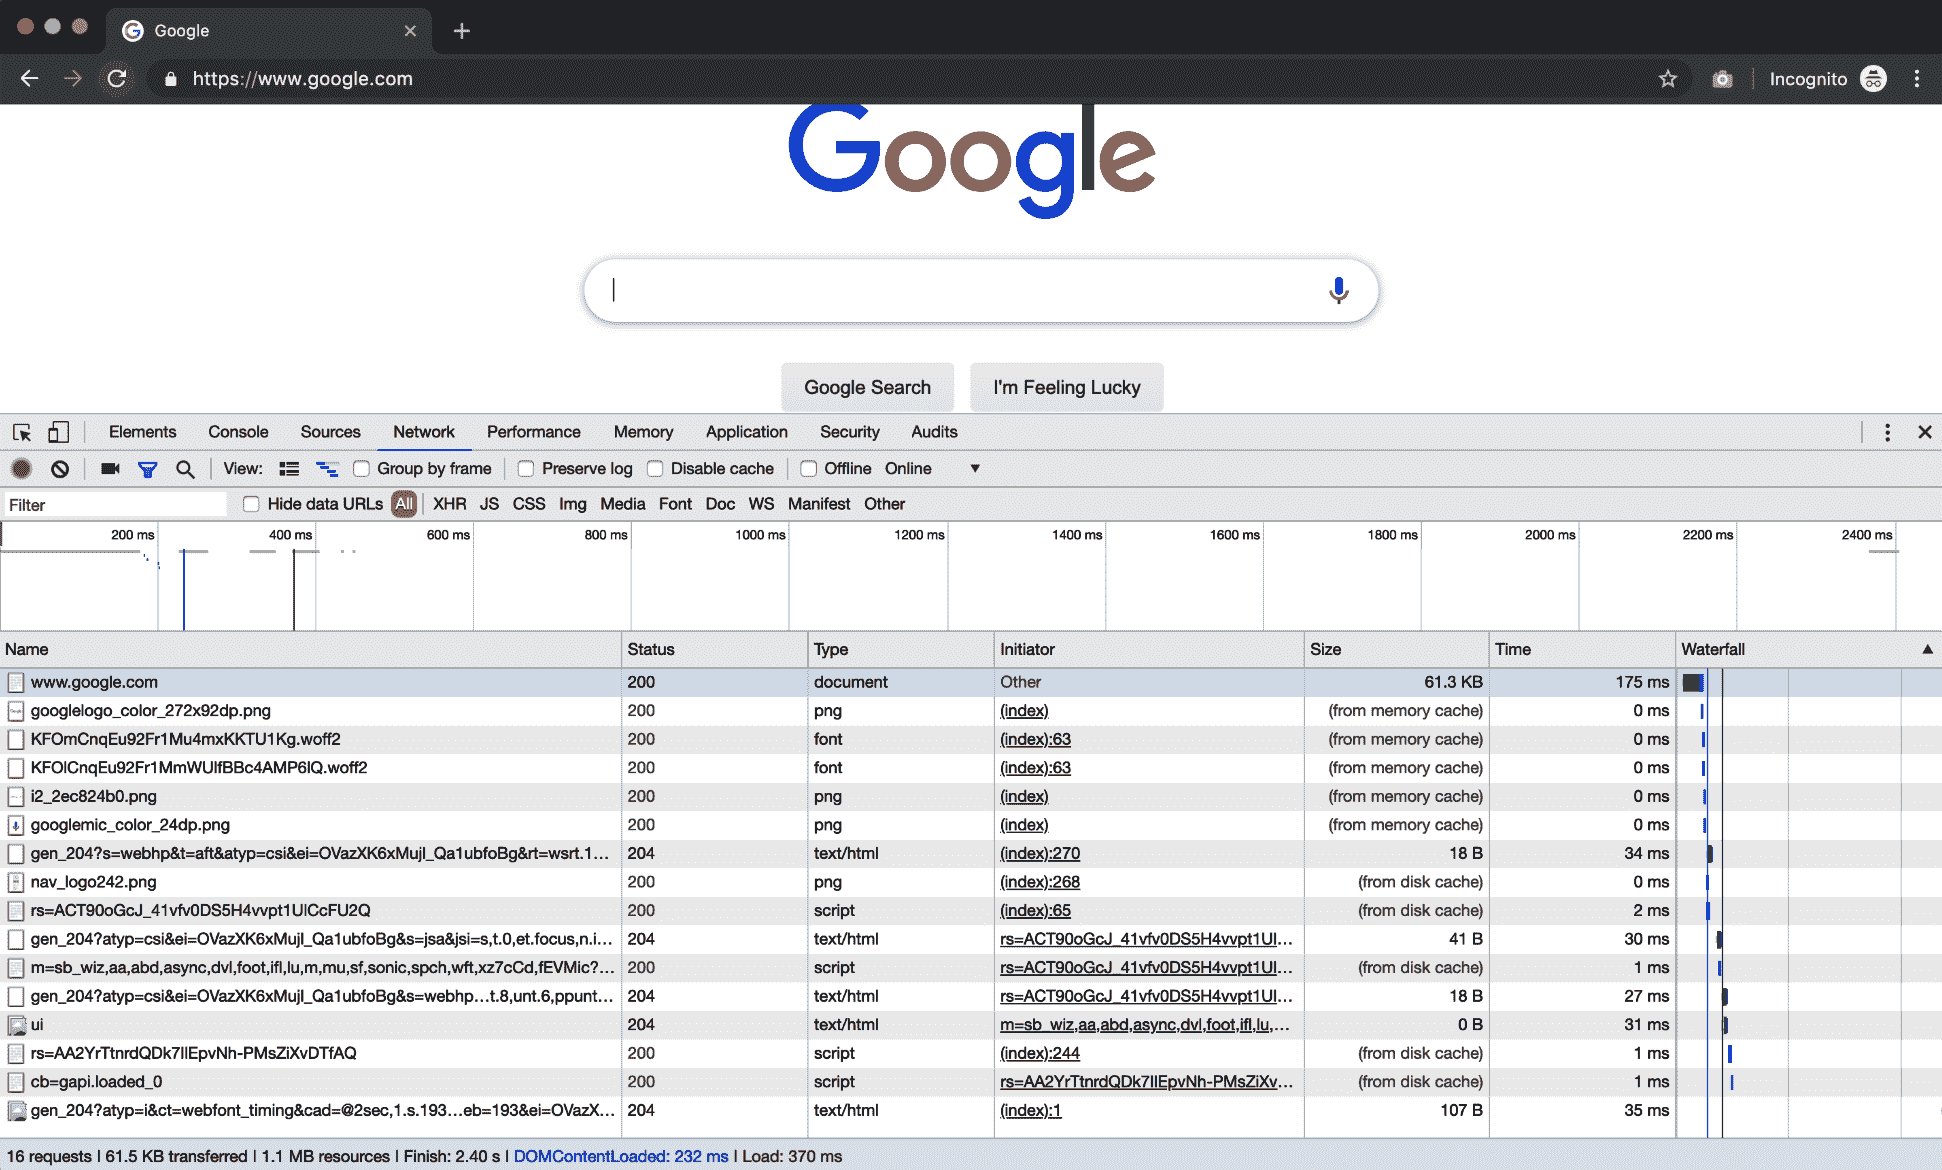 Google
https://www.google.com
Incognito
Google
Google Search
I'm Feeling Lucky
Elements Console Sources Network Performance Memory Application Security Audits
View: Group by frame Preserve log Disable cache Offline Online
Filter Hide data URLs All XHR JS CSS Img Media Font Doc WS Manifest Other
200 ms 400 ms 600 ms 800 ms 1000 ms 1200 ms 1400 ms 1600 ms 1800 ms 2000 ms 2200 ms 2400 ms
Name Status Type Initiator Size Time Waterfall
www.google.com 200 document Other 61.3 KB 175 ms
googlelogo_color_272x92dp.png 200 png (index) (from memory cache) 0 ms
KFOmCnqEu92Fr1Mu4mxKKTU1Kg.woff2 200 font (index):63 (from memory cache) 0 ms
KFOlCnqEu92Fr1MmWUlfBBc4AMP6lQ.woff2 200 font (index):63 (from memory cache) 0 ms
i2_2ec824b0.png 200 png (index) (from memory cache) 0 ms
googlemic_color_24dp.png 200 png (index) (from memory cache) 0 ms
gen_204?s=webhp&t=aft&atyp=csi&ei=OVazXK6xMujI_Qa1ubfoBg&rt=wsrt.1... 204 text/html (index):270 18 B 34 ms
nav_logo242.png 200 png (index):268 (from disk cache) 0 ms
rs=ACT90oGcJ_41vfv0DS5H4vvpt1UlCcFU2Q 200 script (index):65 (from disk cache) 2 ms
gen_204?atyp=csi&ei=OVazXK6xMujI_Qa1ubfoBg&s=jsa&jsi=s,t.0,et.focus,n.i... 204 text/html rs=ACT90oGcJ_41vfv0DS5H4vvpt1Ul... 41 B 30 ms
m=sb_wiz,aa,abd,async,dvl,foot,ifl,lu,m,mu,sf,sonic,spch,wft,xz7cCd,fEVMic?... 200 script rs=ACT90oGcJ_41vfv0DS5H4vvpt1Ul... (from disk cache) 1 ms
gen_204?atyp=csi&ei=OVazXK6xMujI_Qa1ubfoBg&s=webhp...t.8,unt.6,ppunt... 204 text/html rs=ACT90oGcJ_41vfv0DS5H4vvpt1Ul... 18 B 27 ms
ui 204 text/html m=sb_wiz,aa,abd,async,dvl,foot,ifl,lu,... 0 B 31 ms
rs=AA2YrTtnrdQDk7llEpvNh-PMsZiXvDTfAQ 200 script (index):244 (from disk cache) 1 ms
cb=gapi.loaded_0 200 script rs=AA2YrTtnrdQDk7llEpvNh-PMsZiXv... (from disk cache) 1 ms
gen_204?atyp=i&ct=webfont_timing&cad=@2sec,1.s.193...eb=193&ei=OVazX... 204 text/html (index):1 107 B 35 ms
16 requests | 61.5 KB transferred | 1.1 MB resources | Finish: 2.40 s | DOMContentLoaded: 232 ms | Load: 370 ms